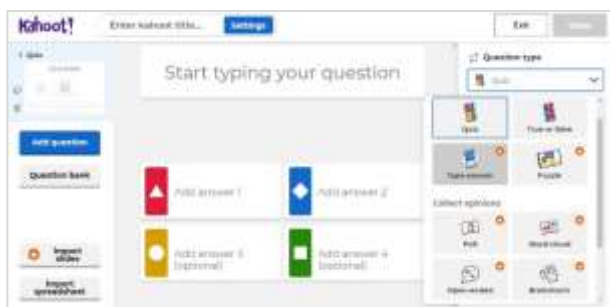 Kahoot!
Enter kahoot title...
Settings
Exit
1 Quiz
Question type
Quiz
Start typing your question
Quiz
True or false
Add question
Type answer
Puzzle
Question bank
Add answer 1
Add answer 2
Collect opinions
Poll
Word cloud
Import slides
Add answer 3 (optional)
Add answer 4 (optional)
Import spreadsheet
Open-ended
Brainstorm